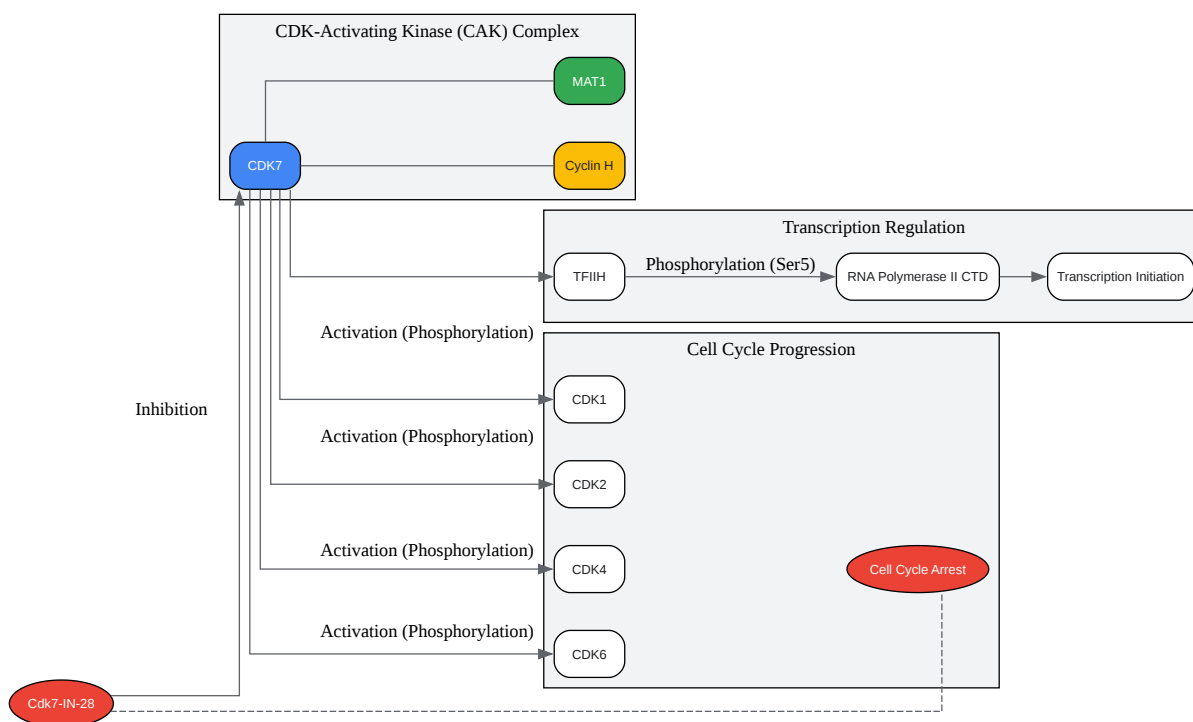 CDK-Activating Kinase (CAK) Complex
MAT1
CDK7
Cyclin H
Transcription Regulation
TFIIH
Phosphorylation (Ser5)
RNA Polymerase II CTD
Transcription Initiation
Activation (Phosphorylation)
Cell Cycle Progression
CDK1
Inhibition
Activation (Phosphorylation)
CDK2
Activation (Phosphorylation)
CDK4
Cell Cycle Arrest
Activation (Phosphorylation)
CDK6
Cdk7-IN-28